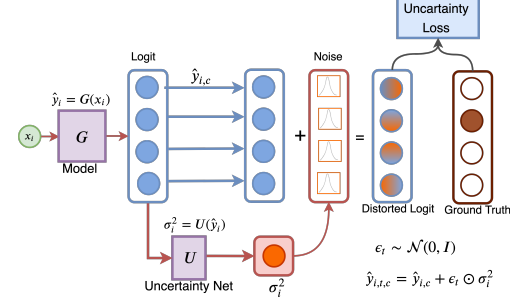 Uncartainty
Loss
Logit
Noise
ŷ_{i,c}
ŷ_i = G(x_i)
x_i
G
Model
+
=
σ_i^2 = U(ŷ_i)
U
Uncertainty Net
σ_i^2
Distorted Logit
Ground Truth
ϵ_t ∼ 𝒩(0, I)
ŷ_{i,t,c} = ŷ_{i,c} + ϵ_t ⊙ σ_i^2